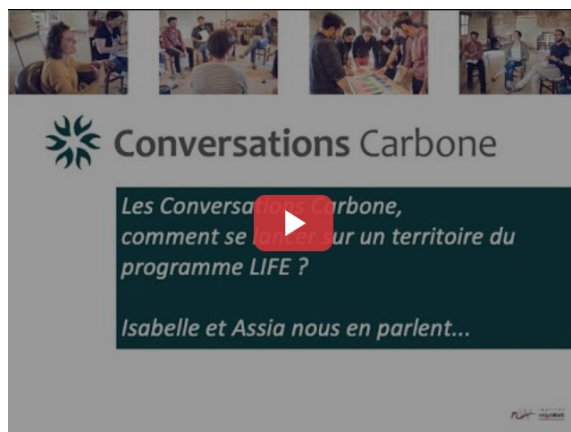 Conversations Carbone
Les Conversations Carbone,
comment se lancer sur un territoire du
programme LIFE ?
Isabelle et Assia nous en parlent...